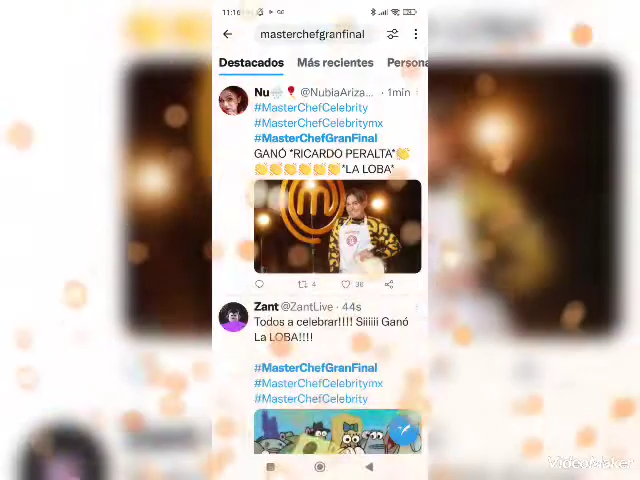 11:16
masterchefgranfinal
Destacados Más recientes Persona
Nu @NubiaAriza... · 1min
#MasterChefCelebrity
#MasterChefCelebritymx
#MasterChefGranFinal
GANÓ *RICARDO PERALTA*👏
👏👏👏👏👏👏*LA LOBA*
4 36
Zant @ZantLive · 44s
Todos a celebrar!!!! Siiiiii Ganó
La LOBA!!!!
#MasterChefGranFinal
#MasterChefCelebritymx
#MasterChefCelebrity
VideoMaker